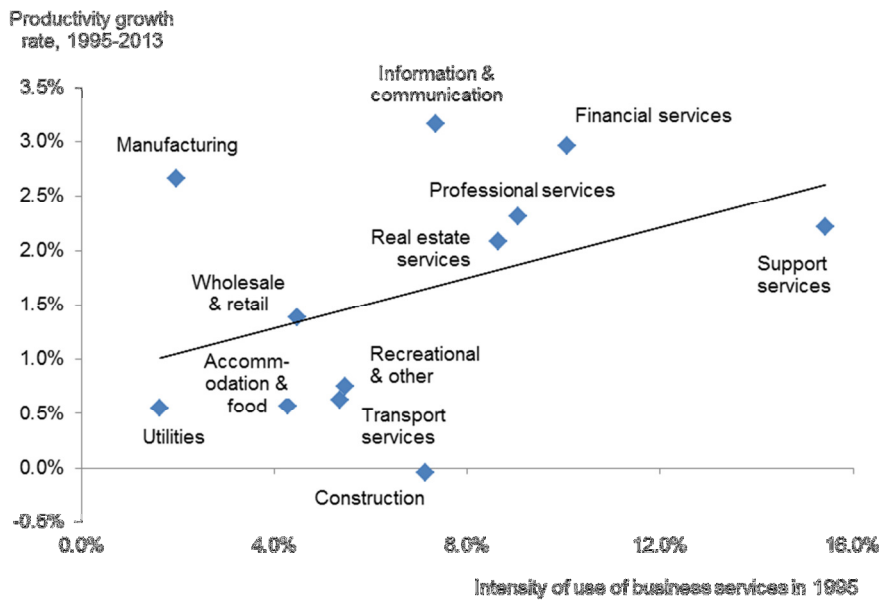 Productivity growth
rate, 1995-2013
3.5%
3.0%
2.5%
2.0%
1.5%
1.0%
0.5%
0.0%
-0.5%
Information &
communication
Financial services
Manufacturing
Professional services
Real estate
services
Support
services
Wholesale
& retail
Accomm-
odation &
food
Recreational
& other
Utilities
Transport
services
Construction
0.0%
4.0%
8.0%
12.0%
16.0%
Intensity of use of business services in 1995